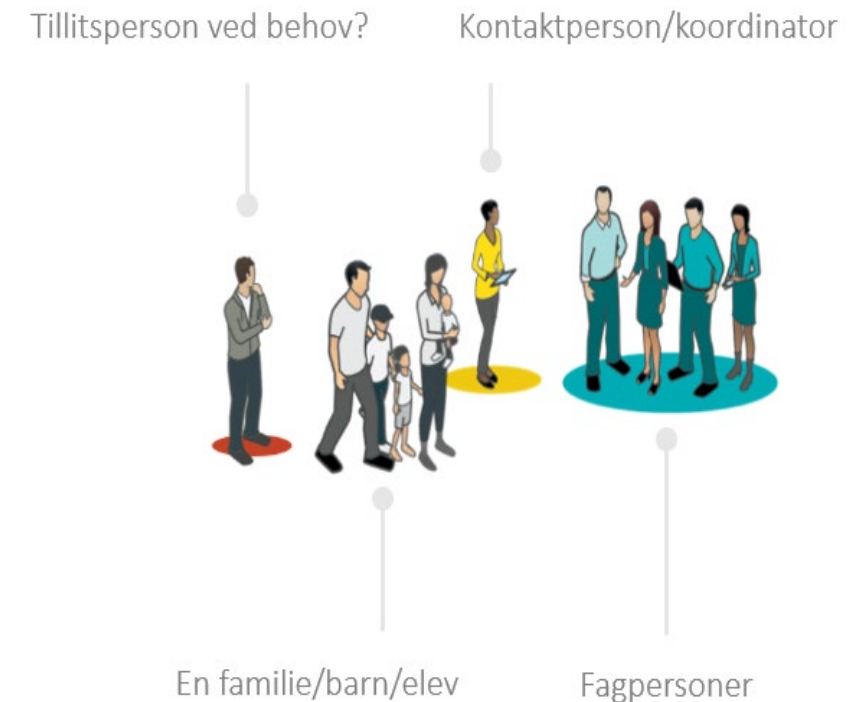 Tillitsperson ved behov?
Kontaktperson/koordinator
En familie/barn/elev
Fagpersoner